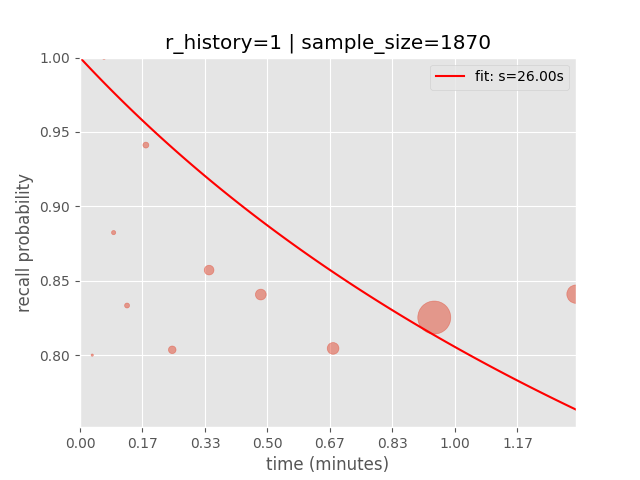 r_history=1 | sample_size=1870
fit: s=26.00s
recall probability
1.00
0.95
0.90
0.85
0.80
0.00 0.17 0.33 0.50 0.67 0.83 1.00 1.17
time (minutes)